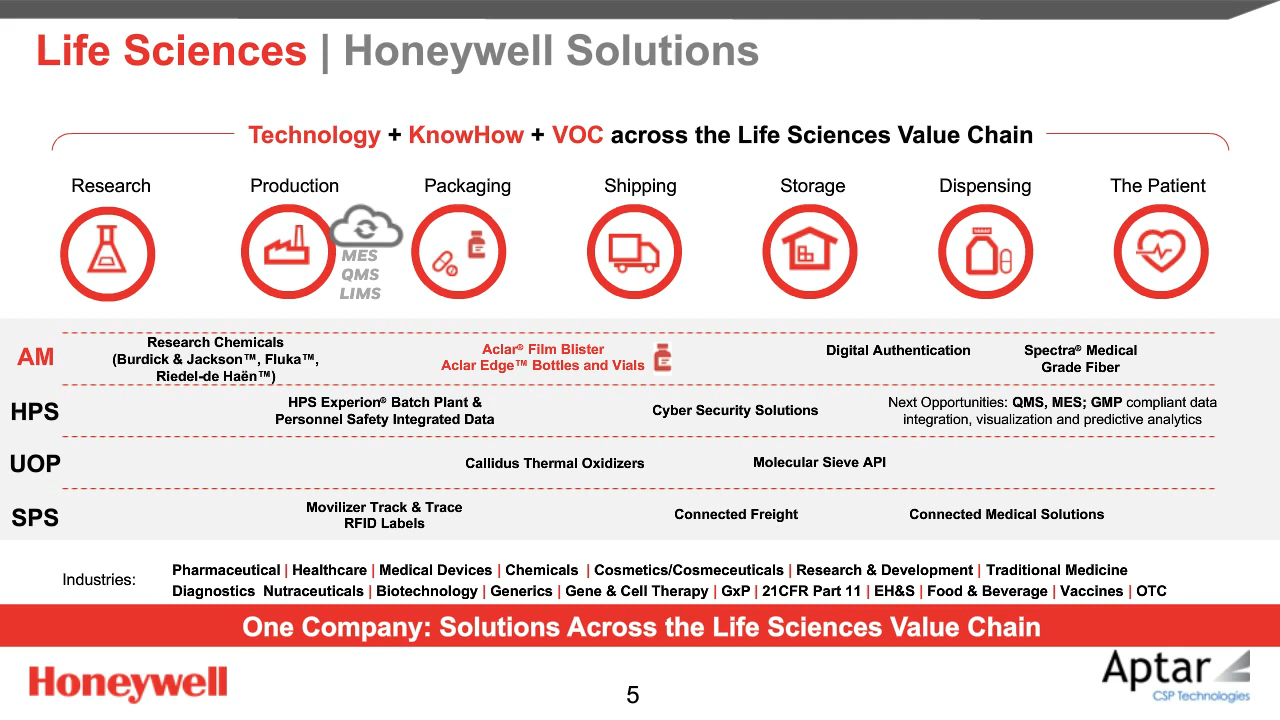 Life Sciences | Honeywell Solutions
Technology + KnowHow + VOC across the Life Sciences Value Chain
Research
Production
Packaging
Shipping
Storage
Dispensing
The Patient
MES
QMS
LIMS
AM
Research Chemicals
(Burdick & Jackson™, Fluka™,
Riedel-de Haën™)
Aclar® Film Blister
Aclar Edge™ Bottles and Vials
Digital Authentication
Spectra® Medical
Grade Fiber
HPS
HPS Experion® Batch Plant &
Personnel Safety Integrated Data
Cyber Security Solutions
Next Opportunities: QMS, MES; GMP compliant data
integration, visualization and predictive analytics
UOP
Callidus Thermal Oxidizers
Molecular Sieve API
SPS
Movilizer Track & Trace
RFID Labels
Connected Freight
Connected Medical Solutions
Industries:
Pharmaceutical | Healthcare | Medical Devices | Chemicals | Cosmetics/Cosmeceuticals | Research & Development | Traditional Medicine
Diagnostics Nutraceuticals | Biotechnology | Generics | Gene & Cell Therapy | GxP | 21CFR Part 11 | EH&S | Food & Beverage | Vaccines | OTC
One Company: Solutions Across the Life Sciences Value Chain
Honeywell
5
Aptar
CSP Technologies